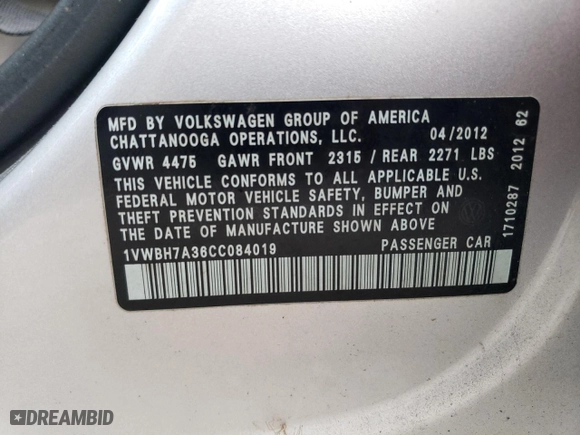 MFD BY VOLKSWAGEN GROUP OF AMERICA
CHATTANOOGA OPERATIONS, LLC. 04/2012
GVWR 4475 GAWR FRONT 2315 / REAR 2271 LBS
THIS VEHICLE CONFORMS TO ALL APPLICABLE U.S.
FEDERAL MOTOR VEHICLE SAFETY, BUMPER AND
THEFT PREVENTION STANDARDS IN EFFECT ON
THE DATE OF MANUFACTURE SHOWN ABOVE
1VWBH7A36CC084019 PASSENGER CAR
1710287 2012 62
DREAMBID